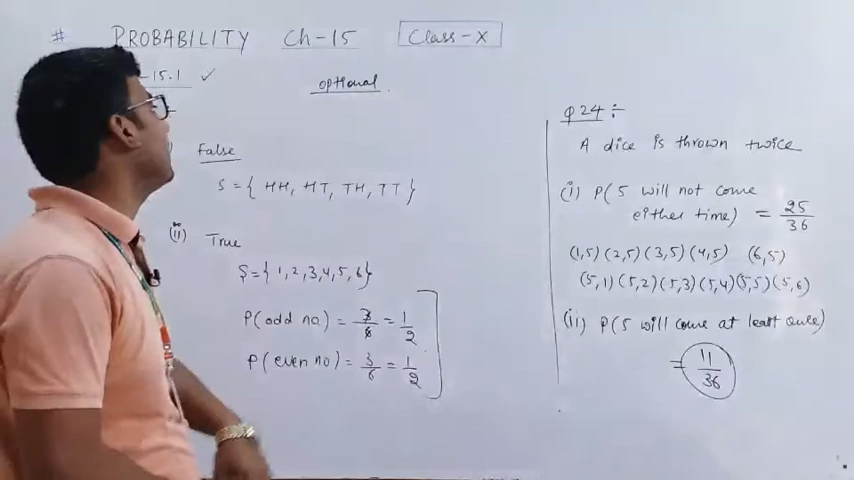 # PROBABILITY Ch-15 Class-X
-15.1 ✓
optional
False
S = { HH, HT, TH, TT }
(ii) True
S = { 1, 2, 3, 4, 5, 6 }
P( odd no.) = 3/6 = 1/2
P( even no) = 3/6 = 1/2
Q 24 ÷
A dice is thrown twice
(i) P( 5 will not come
either time) = 25/36
(1,5) (2,5) (3,5) (4,5) (6,5)
(5,1) (5,2) (5,3) (5,4) (5,5) (5,6)
(ii) P( 5 will come at least once)
= 11/36